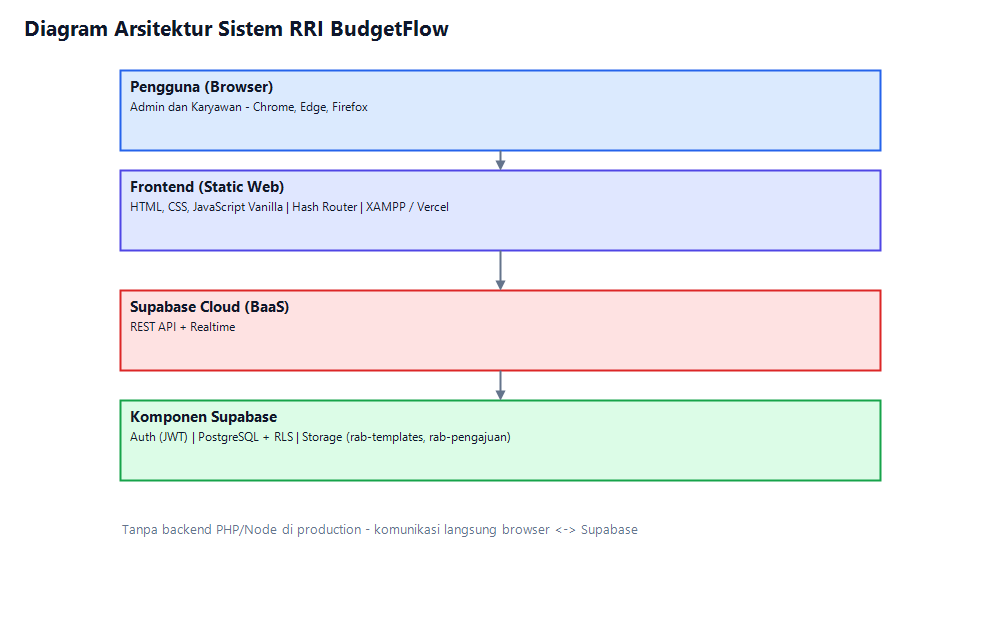 Diagram Arsitektur Sistem RRI BudgetFlow
Pengguna (Browser)
Admin dan Karyawan - Chrome, Edge, Firefox
Frontend (Static Web)
HTML, CSS, JavaScript Vanilla | Hash Router | XAMPP / Vercel
Supabase Cloud (BaaS)
REST API + Realtime
Komponen Supabase
Auth (JWT) | PostgreSQL + RLS | Storage (rab-templates, rab-pengajuan)
Tanpa backend PHP/Node di production - komunikasi langsung browser <-> Supabase